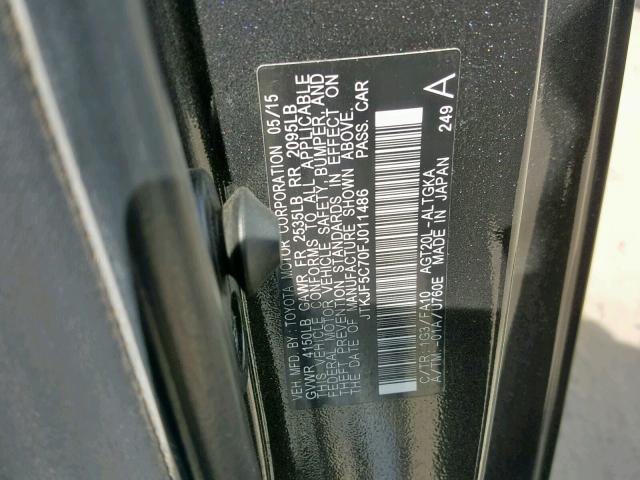 VEH MFD BY: TOYOTA MOTOR CORPORATION 05/15
GVWR 4150LB GAWR FR 2535LB RR 2095LB
THIS VEHICLE CONFORMS TO ALL APPLICABLE
FEDERAL MOTOR VEHICLE SAFETY, BUMPER, AND
THEFT PREVENTION STANDARDS IN EFFECT ON
THE DATE OF MANUFACTURE SHOWN ABOVE.
JTKJF5C70FJ011486 PASS. CAR
C/TR: 1G3/FA10 AGT20L-ALTGKA
A/TM: -01A/U760E MADE IN JAPAN 249 A